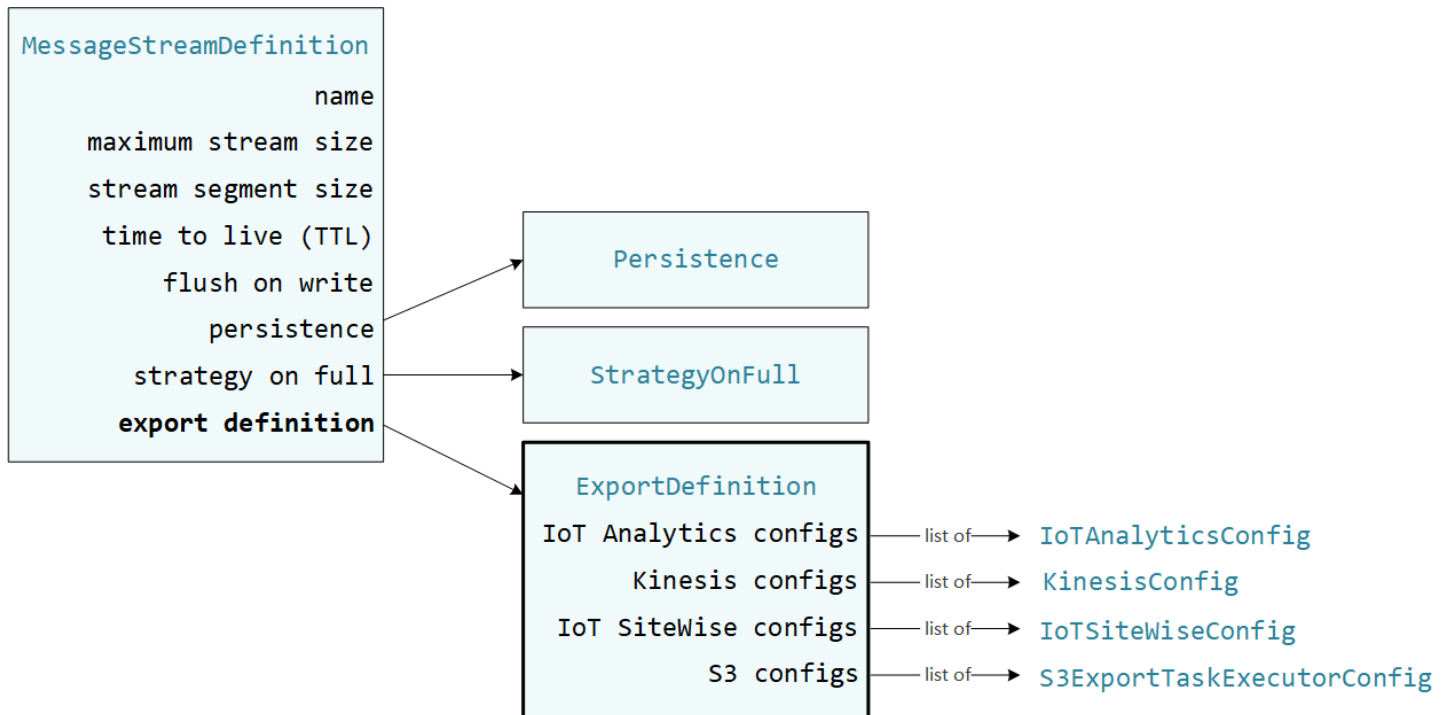 MessageStreamDefinition
name
maximum stream size
stream segment size
time to live (TTL)
flush on write
persistence
strategy on full
export definition
Persistence
StrategyOnFull
ExportDefinition
IoT Analytics configs list of IoTAnalyticsConfig
Kinesis configs list of KinesisConfig
IoT SiteWise configs list of IoTSiteWiseConfig
S3 configs list of S3ExportTaskExecutorConfig